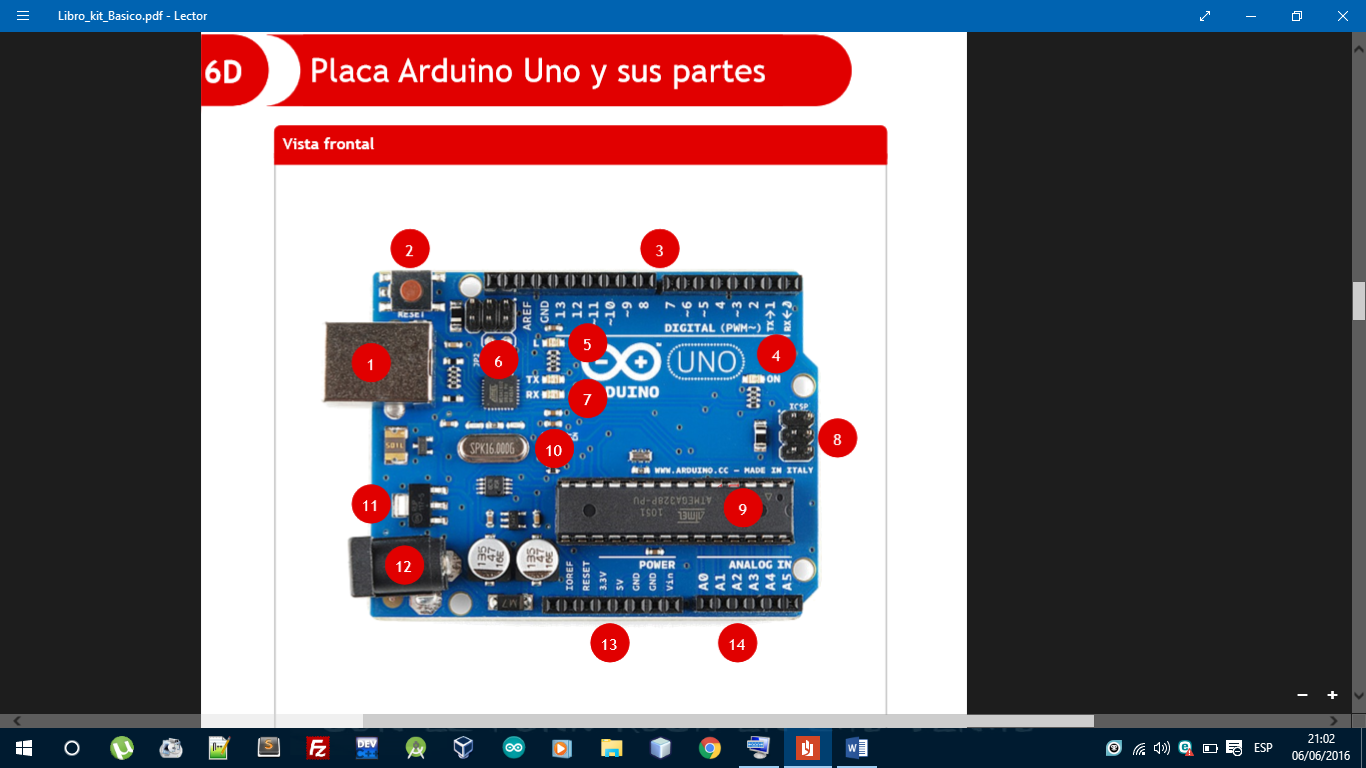 Libro_kit_Basico.pdf - Lector
6D
Placa Arduino Uno y sus partes
Vista frontal
1
2
3
4
5
6
7
8
9
10
11
12
13
14
RESET
AREF
GND
13
12
~11
~10
~9
8
7
~6
~5
4
~3
2
TX→1
RX←0
DIGITAL (PWM~)
L
TX
RX
UNO
ON
ICSP
SPK16.000G
WWW.ARDUINO.CC - MADE IN ITALY
ATMEGA328P-PU
POWER
ANALOG IN
IOREF
RESET
3.3V
5V
GND
GND
Vin
A0
A1
A2
A3
A4
A5
M7
ESP
21:02
06/06/2016